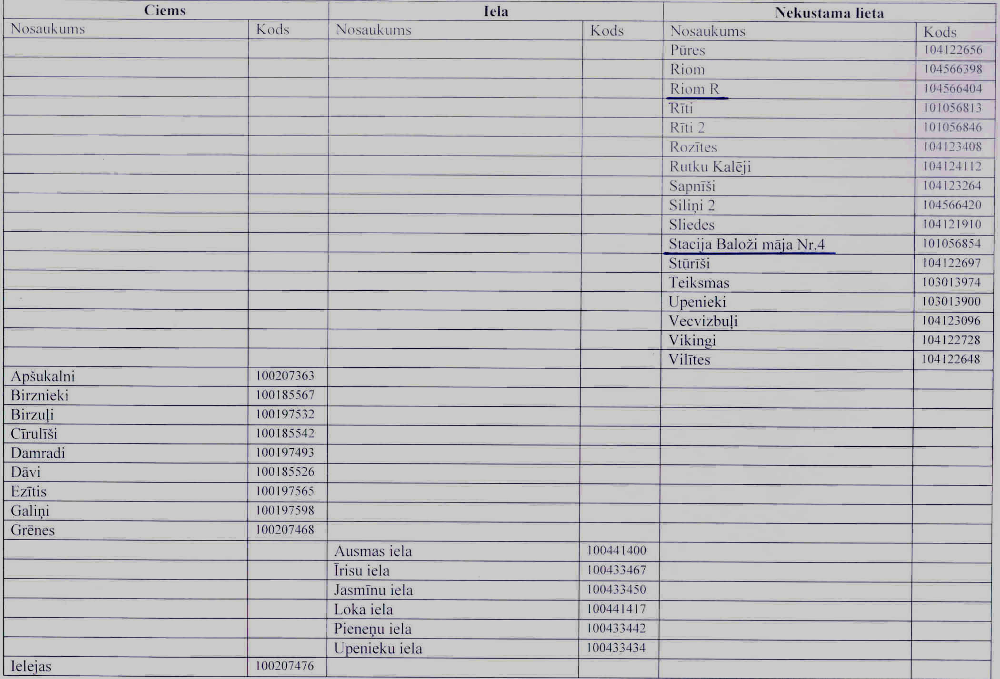 Ciems Iela Nekustama lieta
Nosaukums Kods Nosaukums Kods Nosaukums Kods
Pūres 104122656
Riom 104566398
Riom R 104566404
Rīti 101056813
Rīti 2 101056846
Rozītes 104123408
Rutku Kalēji 104124112
Sapnīši 104123264
Siliņi 2 104566420
Sliedes 104121910
Stacija Baloži māja Nr.4 101056854
Stūrīši 104122697
Teiksmas 103013974
Upenieki 103013900
Vecvizbuļi 104123096
Vikingi 104122728
Vilītes 104122648
Apšukalni 100207363
Birznieki 100185567
Birzuļi 100197532
Cīrulīši 100185542
Damradi 100197493
Dāvi 100185526
Ezītis 100197565
Galiņi 100197598
Grēnes 100207468
Ausmas iela 100441400
Īrisu iela 100433467
Jasmīnu iela 100433450
Loka iela 100441417
Pieneņu iela 100433442
Upenieku iela 100433434
Ielejas 100207476